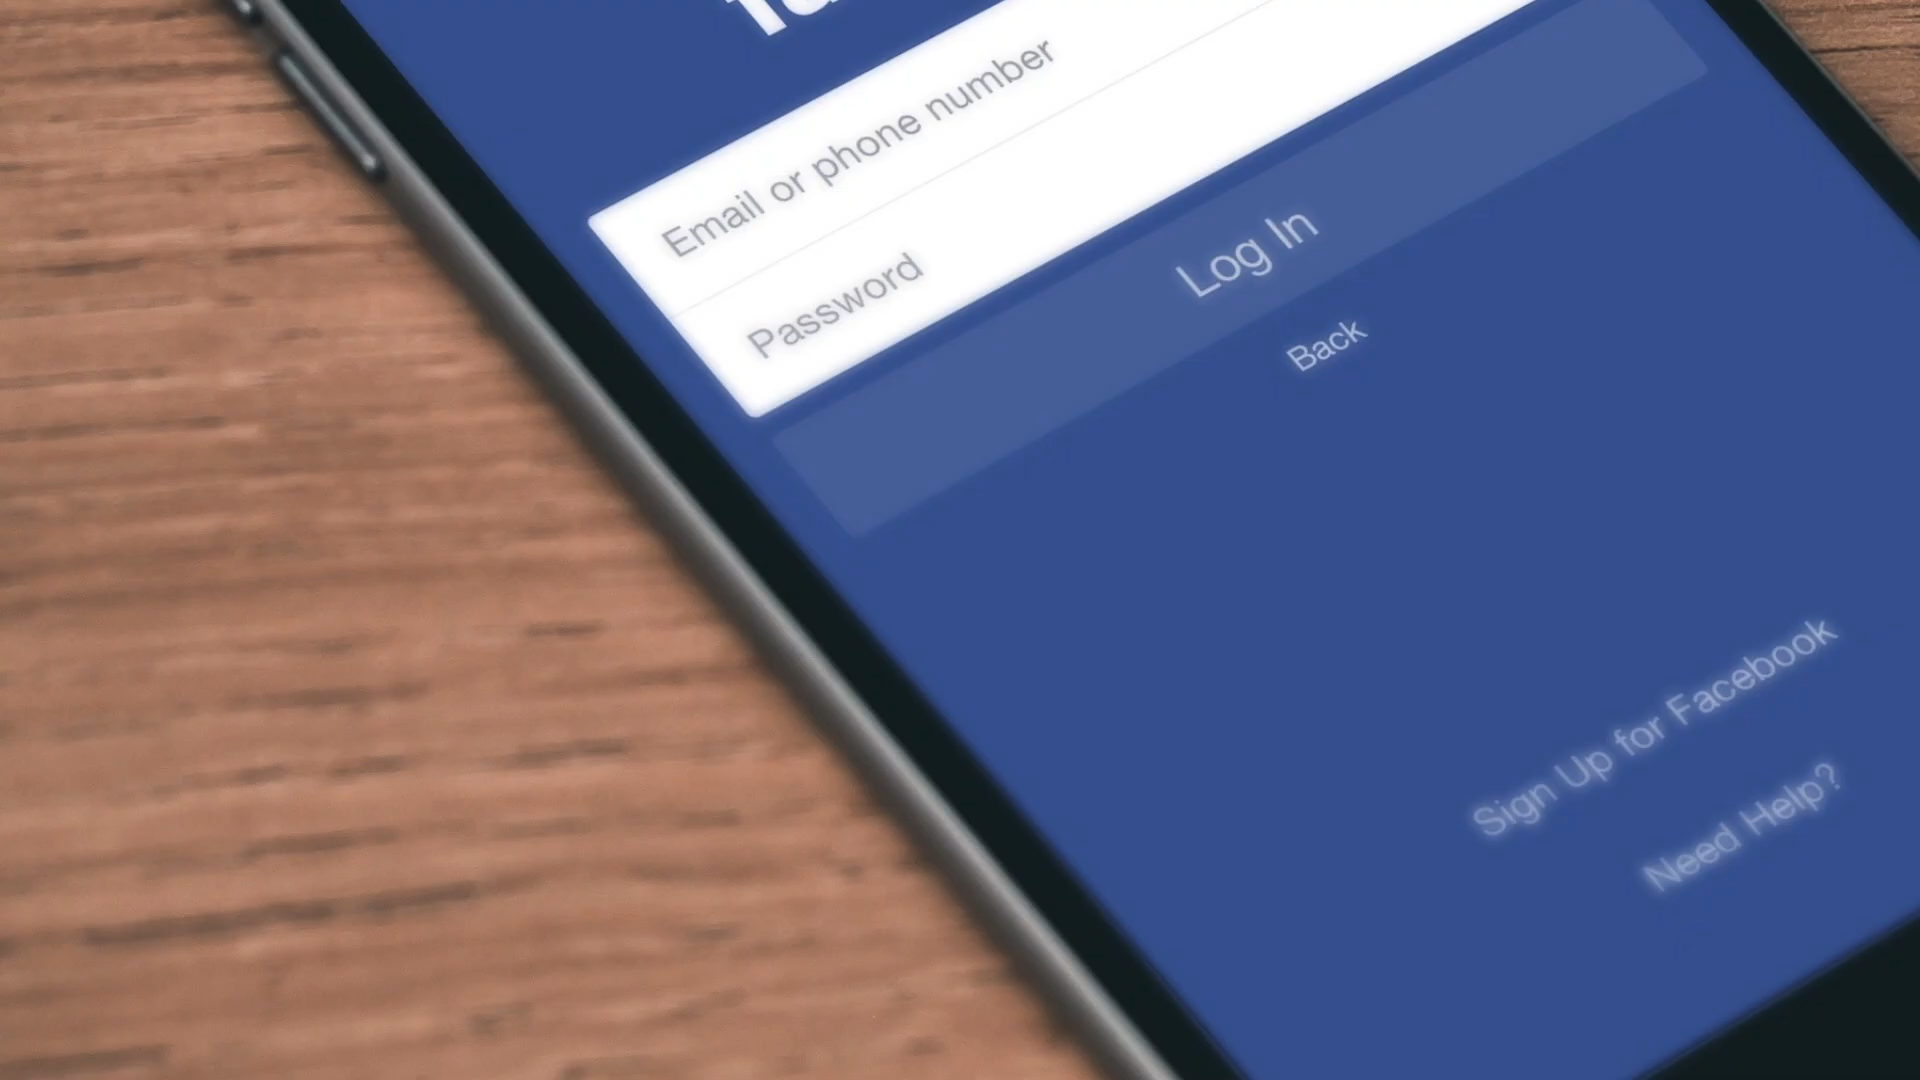 Email or phone number
Password
Log In
Back
Sign Up for Facebook
Need Help?